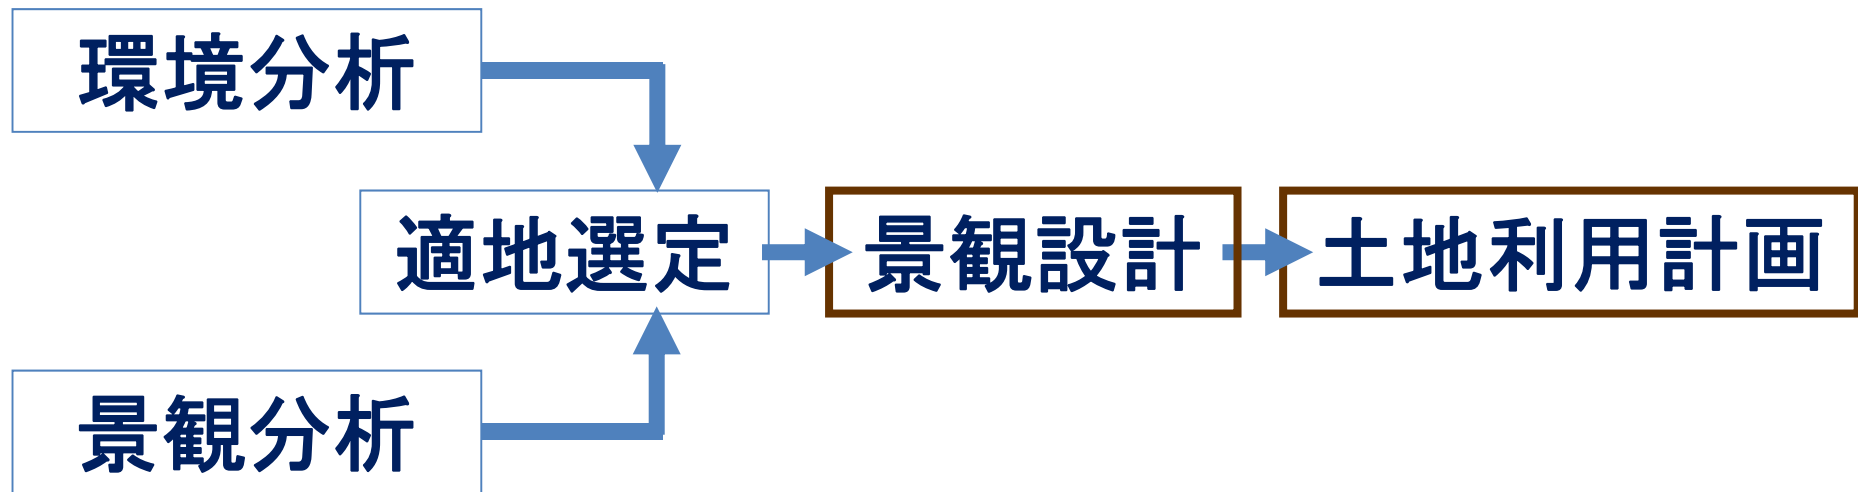 環境分析
適地選定
景観設計
土地利用計画
景観分析